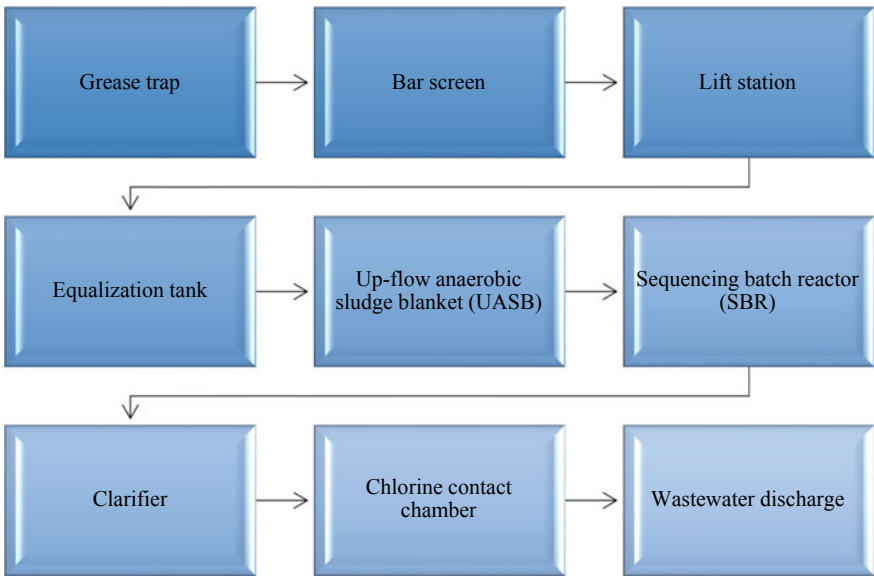 Grease trap
Bar screen
Lift station
Equalization tank
Up-flow anaerobic
sludge blanket (UASB)
Sequencing batch reactor
(SBR)
Clarifier
Chlorine contact
chamber
Wastewater discharge